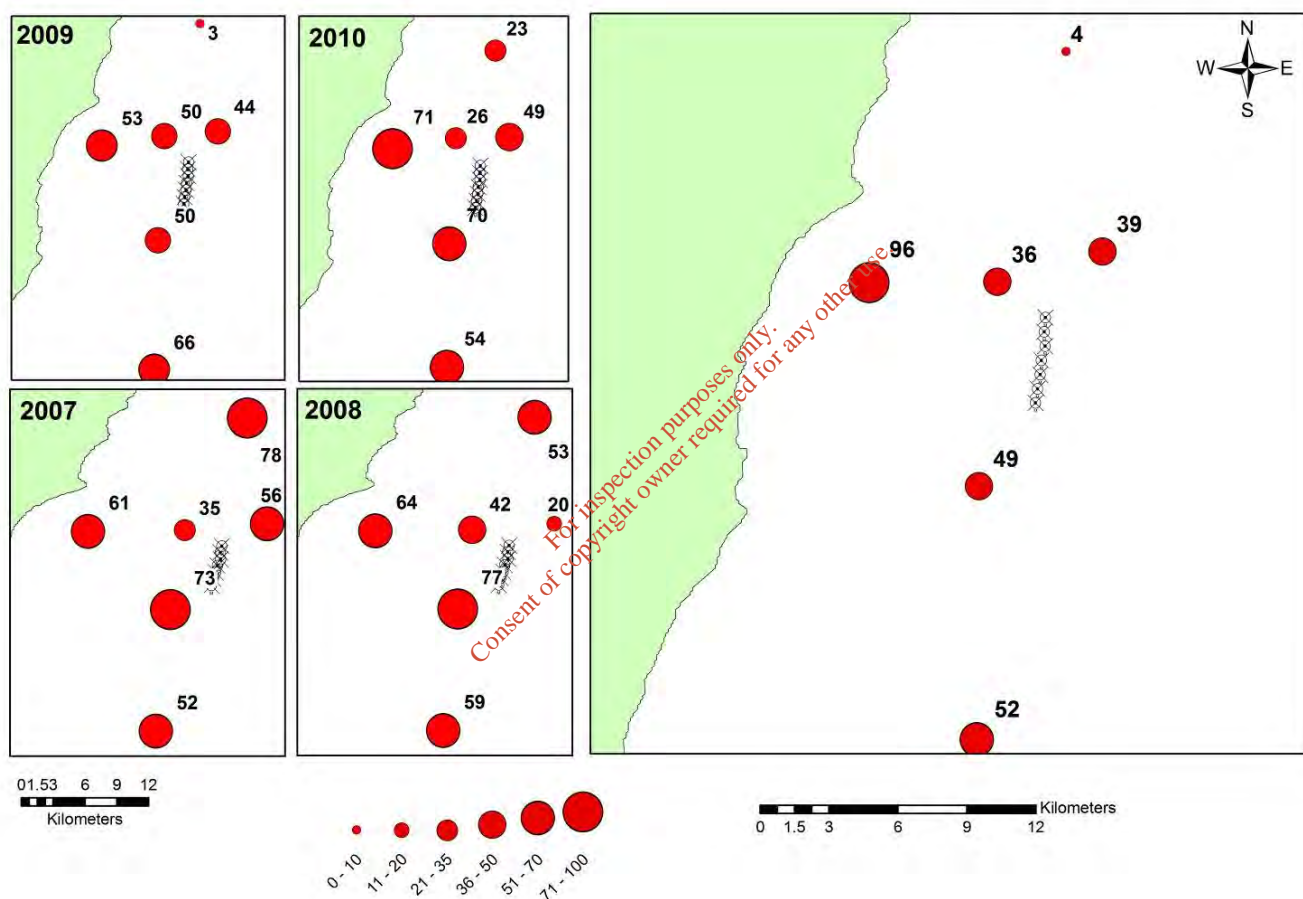 2009
3
53
50
44
50
66
2010
23
71
26
49
70
54
2007
78
61
35
56
73
52
2008
53
64
42
20
77
59
4
N
W
E
S
96
36
39
49
52
For inspection purposes only.
Consent of copyright owner required for any other use.
01.53 6 9 12
Kilometers
0 - 10
11 - 20
21 - 35
36 - 50
51 - 70
71 - 100
Kilometers
0 1.5 3 6 9 12